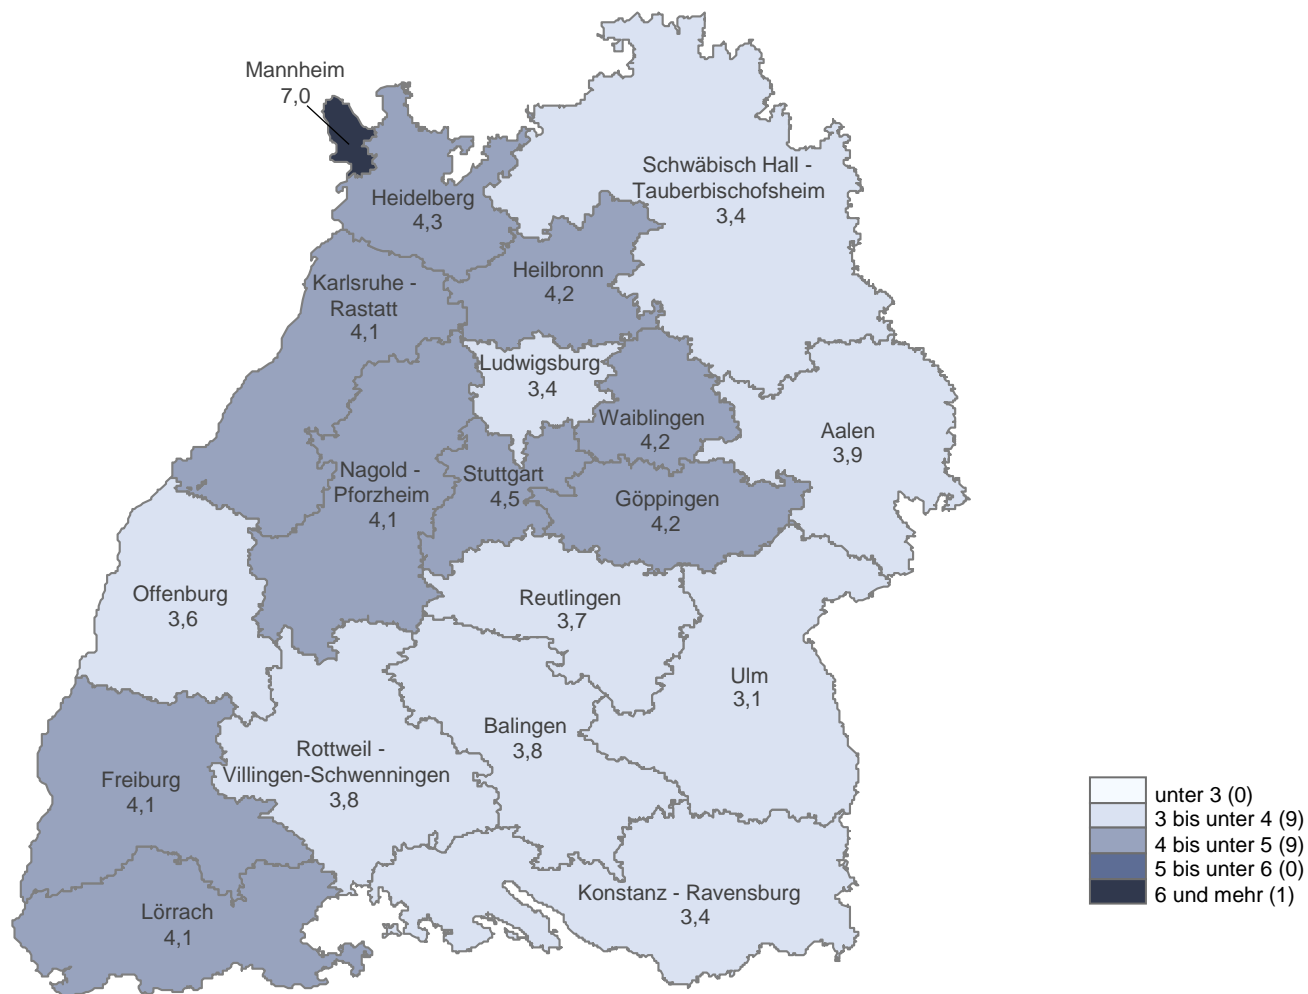 Mannheim
7,0
Schwäbisch Hall -
Tauberbischofsheim
3,4
Heidelberg
4,3
Heilbronn
4,2
Karlsruhe -
Rastatt
4,1
Ludwigsburg
3,4
Waiblingen
4,2
Aalen
3,9
Nagold -
Pforzheim
4,1
Stuttgart
4,5
Göppingen
4,2
Offenburg
3,6
Reutlingen
3,7
Ulm
3,1
Balingen
3,8
Rottweil -
Villingen-Schwenningen
3,8
Freiburg
4,1
Konstanz - Ravensburg
3,4
Lörrach
4,1
unter 3 (0)
3 bis unter 4 (9)
4 bis unter 5 (9)
5 bis unter 6 (0)
6 und mehr (1)